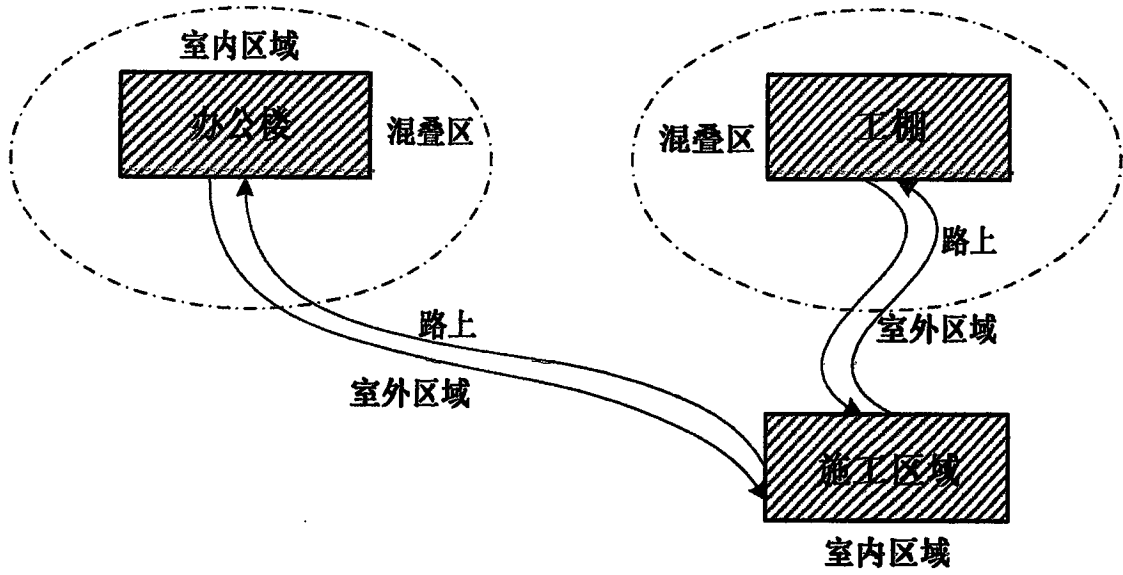 室内区域
办公楼
混叠区
混叠区
工棚
路上
室外区域
路上
室外区域
施工区域
室内区域